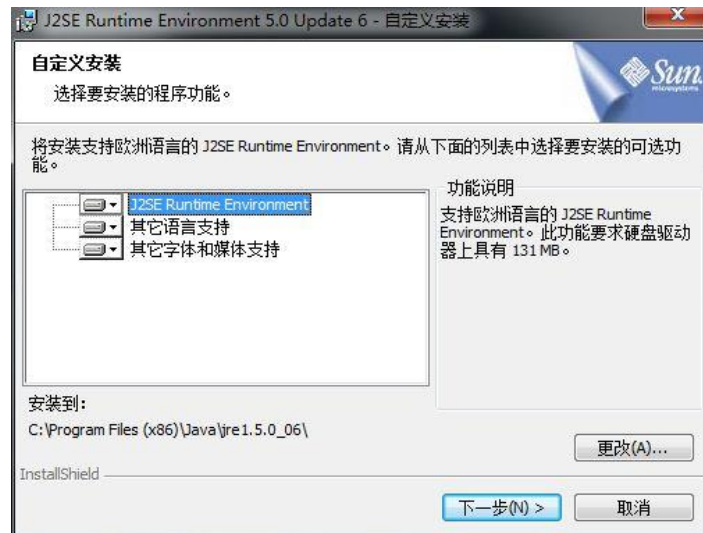 J2SE Runtime Environment 5.0 Update 6 - 自定义安装
自定义安装
选择要安装的程序功能。
Sun
microsystems
将安装支持欧洲语言的 J2SE Runtime Environment。请从下面的列表中选择要安装的可选功
能。
J2SE Runtime Environment
其它语言支持
其它字体和媒体支持
功能说明
支持欧洲语言的 J2SE Runtime
Environment。此功能要求硬盘驱动
器上具有 131 MB。
安装到：
C:\Program Files (x86)\Java\jre1.5.0_06\
更改(A)...
InstallShield
下一步(N) >
取消